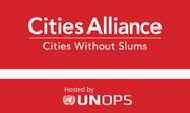 Cities Alliance
Cities Without Slums
Hosted by
UNOPS